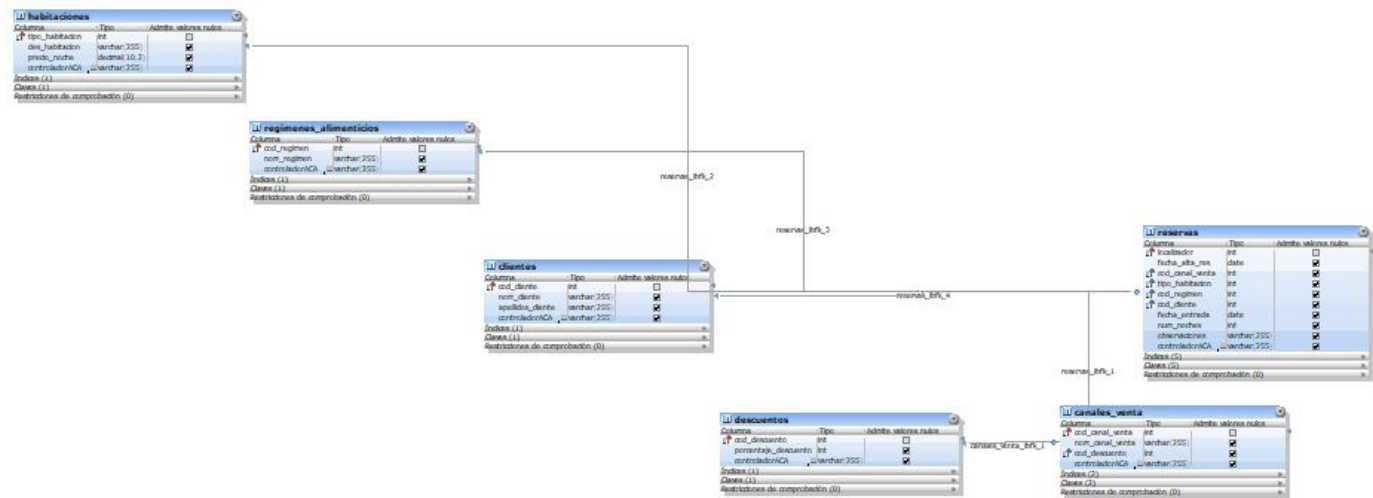 habitaciones
Columna Tipo Admite valores nulos
tipo_habitacion int
des_habitacion varchar(255)
precio_noche decimal(10,2)
controladorACA varchar(255)
Índices (1)
Claves (1)
Restricciones de comprobación (0)
regimenes_alimenticios
Columna Tipo Admite valores nulos
cod_regimen int
nom_regimen varchar(255)
controladorACA varchar(255)
Índices (1)
Claves (1)
Restricciones de comprobación (0)
reservas_ibfk_2
reservas_ibfk_3
clientes
Columna Tipo Admite valores nulos
cod_cliente int
nom_cliente varchar(255)
apellidos_cliente varchar(255)
controladorACA varchar(255)
Índices (1)
Claves (1)
Restricciones de comprobación (0)
reservas_ibfk_4
reservas
Columna Tipo Admite valores nulos
localizador int
fecha_alta_res date
cod_canal_venta int
tipo_habitacion int
cod_regimen int
cod_cliente int
fecha_entrada date
num_noches int
observaciones varchar(255)
controladorACA varchar(255)
Índices (5)
Claves (5)
Restricciones de comprobación (0)
reservas_ibfk_1
descuentos
Columna Tipo Admite valores nulos
cod_descuento int
porcentaje_descuento int
controladorACA varchar(255)
Índices (1)
Claves (1)
Restricciones de comprobación (0)
canales_venta_ibfk_1
canales_venta
Columna Tipo Admite valores nulos
cod_canal_venta int
nom_canal_venta varchar(255)
cod_descuento int
controladorACA varchar(255)
Índices (2)
Claves (2)
Restricciones de comprobación (0)